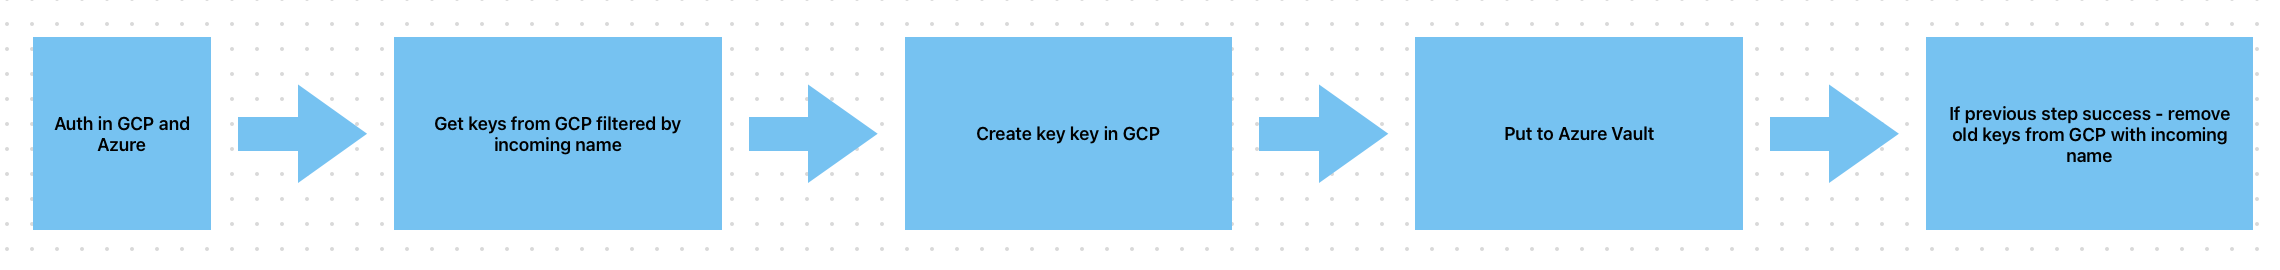 Auth in GCP and
Azure
Get keys from GCP filtered by
incoming name
Create key key in GCP
Put to Azure Vault
If previous step success - remove
old keys from GCP with incoming
name